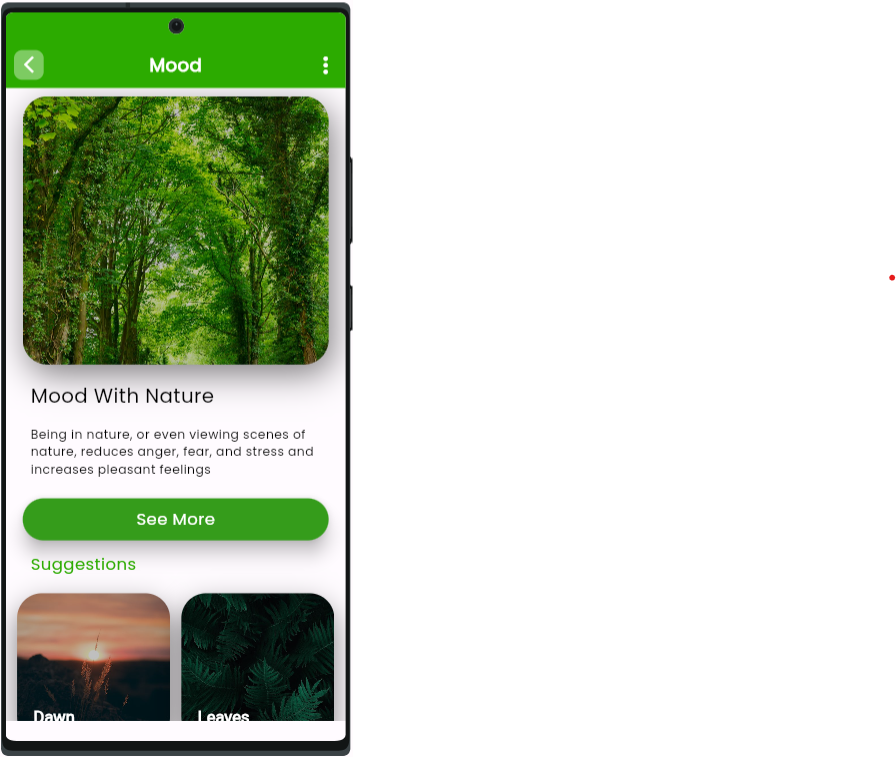 Mood
Mood With Nature
Being in nature, or even viewing scenes of
nature, reduces anger, fear, and stress and
increases pleasant feelings
See More
Suggestions
Dawn
Leaves